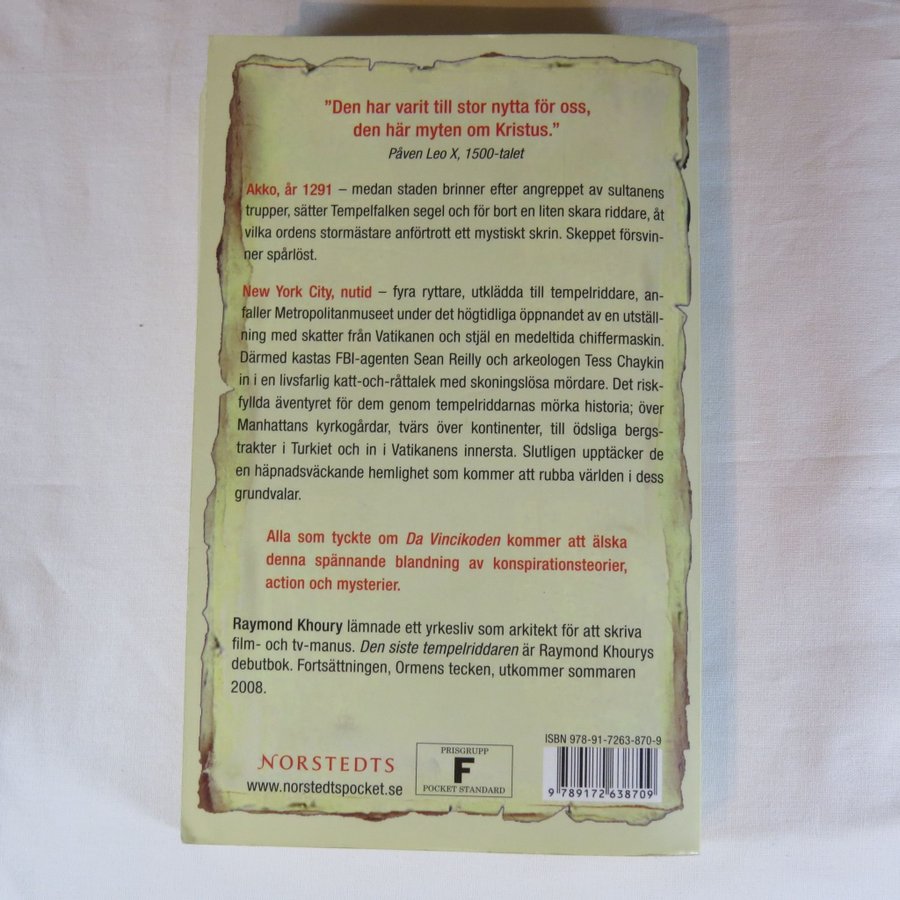 ”Den har varit till stor nytta för oss,
den här myten om Kristus.”
Påven Leo X, 1500-talet
Akko, år 1291 – medan staden brinner efter angreppet av sultanens
trupper, sätter Tempelfalken segel och för bort en liten skara riddare, åt
vilka ordens stormästare anförtrott ett mystiskt skrin. Skeppet försvin-
ner spårlöst.
New York City, nutid – fyra ryttare, utklädda till tempelriddare, an-
faller Metropolitanmuseet under det högtidliga öppnandet av en utställ-
ning med skatter från Vatikanen och stjäl en medeltida chiffermaskin.
Därmed kastas FBI-agenten Sean Reilly och arkeologen Tess Chaykin
in i en livsfarlig katt-och-råttalek med skoningslösa mördare. Det risk-
fyllda äventyret för dem genom tempelriddarnas mörka historia; över
Manhattans kyrkogårdar, tvärs över kontinenter, till ödsliga bergs-
trakter i Turkiet och in i Vatikanens innersta. Slutligen upptäcker de
en häpnadsväckande hemlighet som kommer att rubba världen i dess
grundvalar.
Alla som tyckte om Da Vincikoden kommer att älska
denna spännande blandning av konspirationsteorier,
action och mysterier.
Raymond Khoury lämnade ett yrkesliv som arkitekt för att skriva
film- och tv-manus. Den siste tempelriddaren är Raymond Khourys
debutbok. Fortsättningen, Ormens tecken, utkommer sommaren
2008.
NORSTEDTS
www.norstedtspocket.se
PRISGRUPP
F
POCKET STANDARD
ISBN 978-91-7263-870-9
9 789172 638709